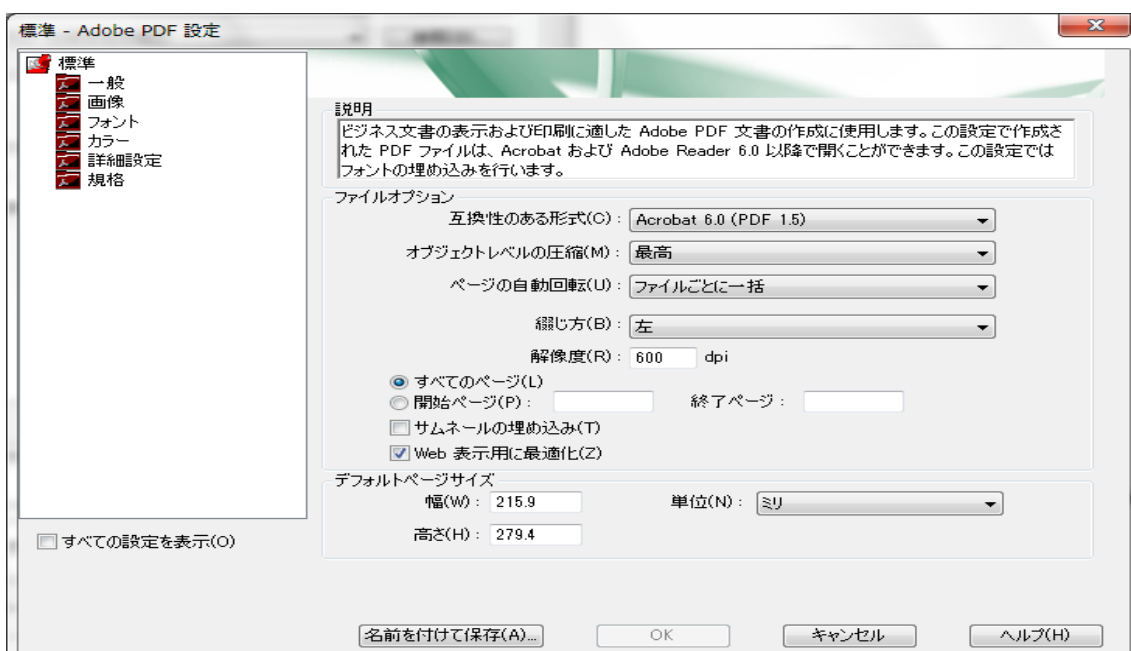 標準 - Adobe PDF 設定
標準
一般
画像
フォント
カラー
詳細設定
規格
すべての設定を表示(O)
説明
ビジネス文書の表示および印刷に適した Adobe PDF 文書の作成に使用します。この設定で作成さ
れた PDF ファイルは、Acrobat および Adobe Reader 6.0 以降で開くことができます。この設定では
フォントの埋め込みを行います。
ファイルオプション
互換性のある形式(C) : Acrobat 6.0 (PDF 1.5)
オブジェクトレベルの圧縮(M) : 最高
ページの自動回転(U) : ファイルごとに一括
綴じ方(B) : 左
解像度(R) : 600 dpi
すべてのページ(L)
開始ページ(P) : 終了ページ :
サムネールの埋め込み(T)
Web 表示用に最適化(Z)
デフォルトページサイズ
幅(W) : 215.9 単位(N) : ミリ
高さ(H) : 279.4
名前を付けて保存(A)... OK キャンセル ヘルプ(H)